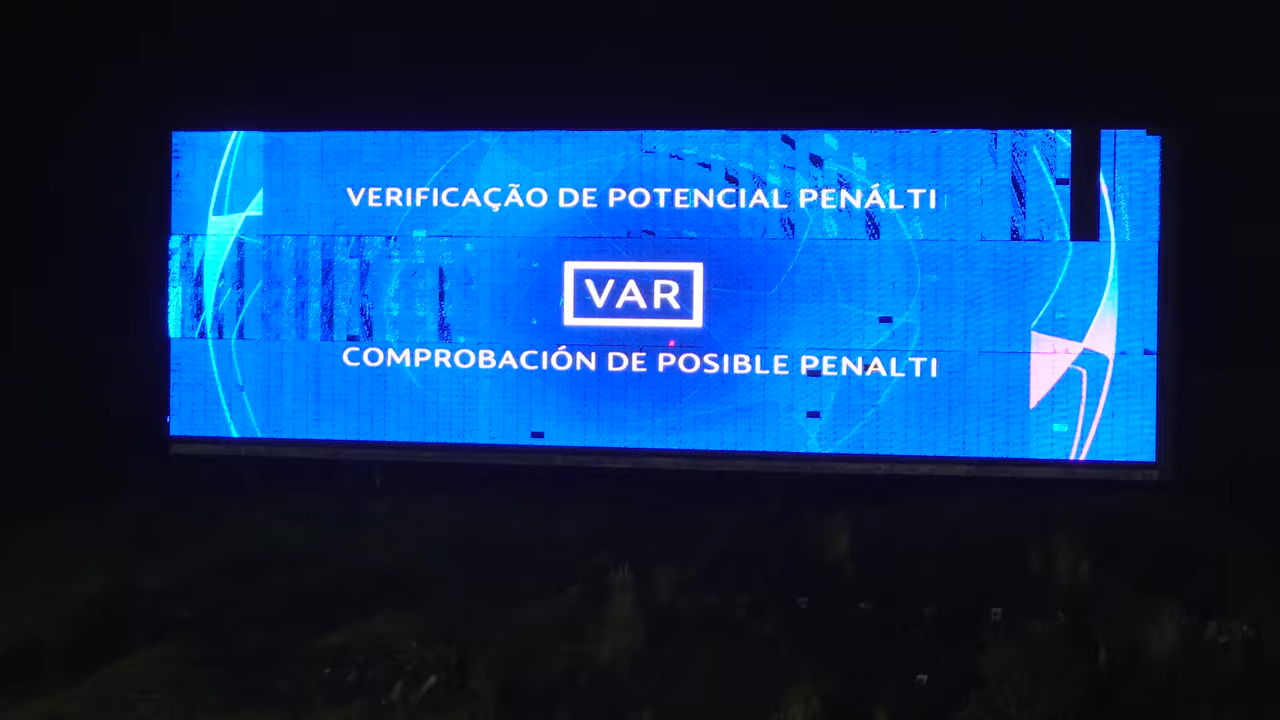 VERIFICAÇÃO DE POTENCIAL PENÁLTI
VAR
COMPROBACIÓN DE POSIBLE PENALTI